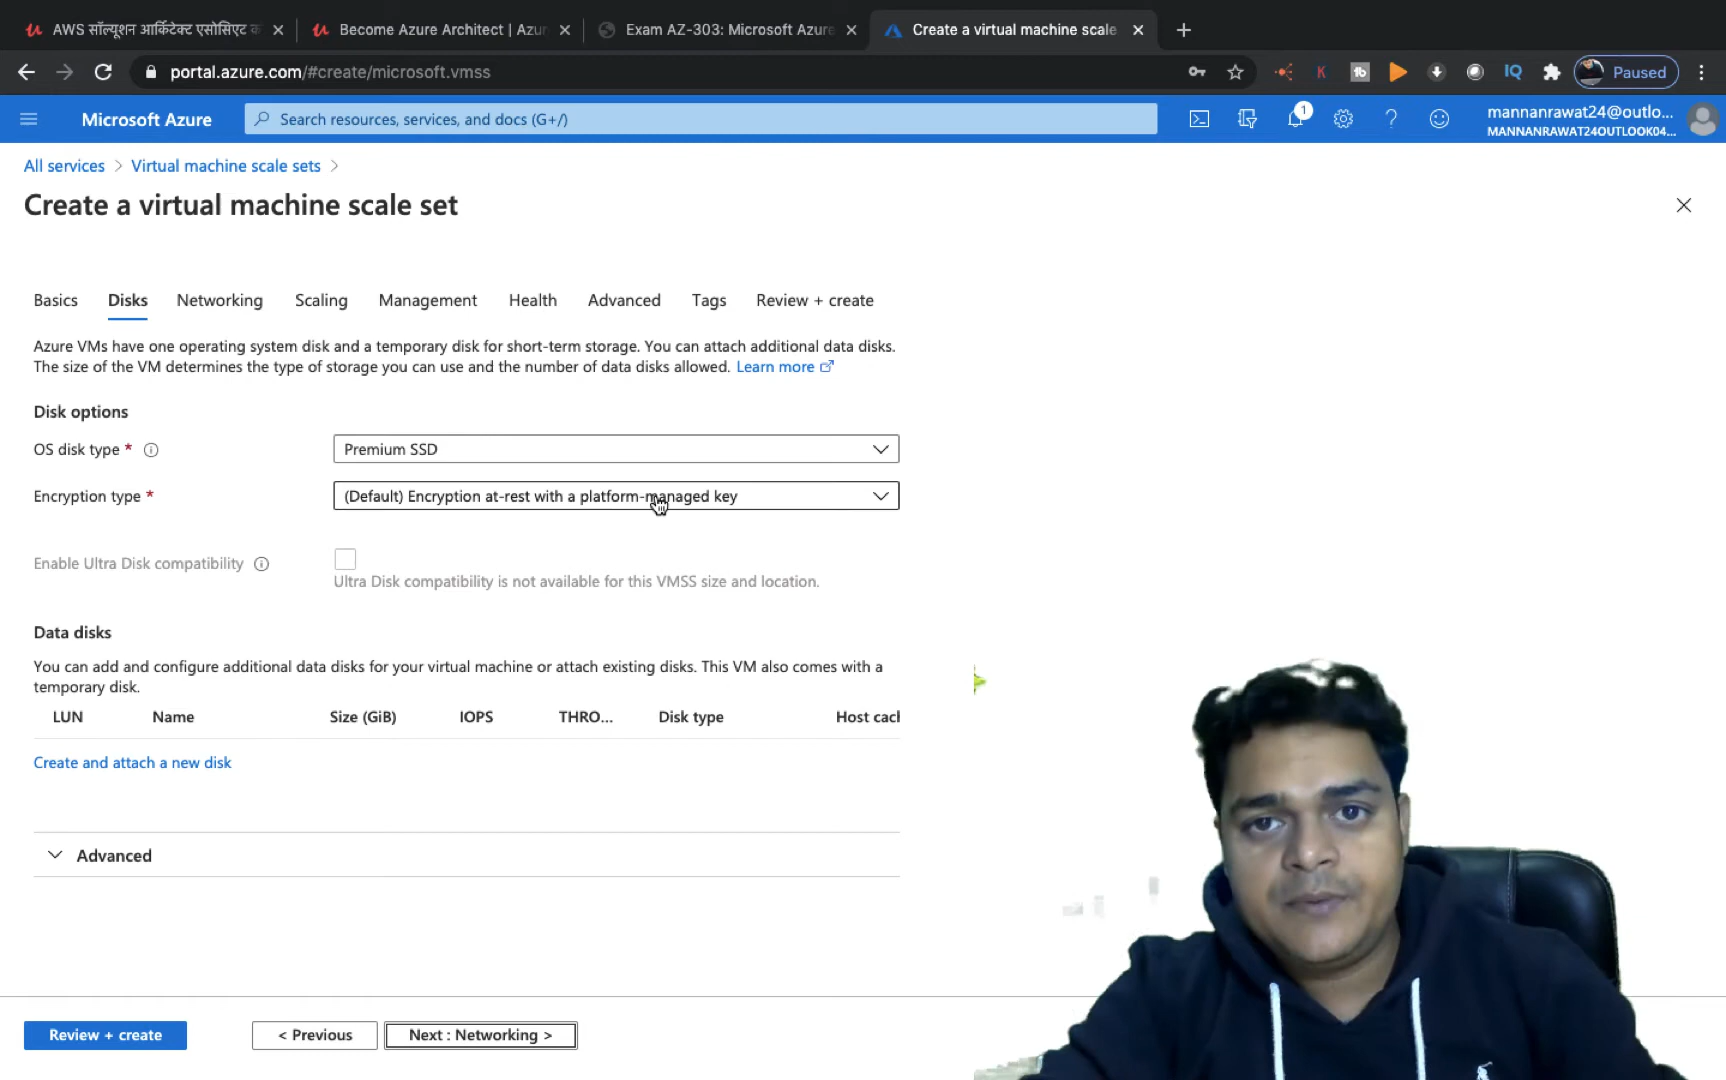 AWS सॉल्यूशन आर्किटेक्ट एसोसिएट
Become Azure Architect | Azur
Exam AZ-303: Microsoft Azure
Create a virtual machine scale
portal.azure.com/#create/microsoft.vmss
K
tb
IQ
Paused
Microsoft Azure
Search resources, services, and docs (G+/)
1
mannanrawat24@outlo...
MANNANRAWAT24OUTLOOK04...
All services > Virtual machine scale sets >
Create a virtual machine scale set
Basics Disks Networking Scaling Management Health Advanced Tags Review + create
Azure VMs have one operating system disk and a temporary disk for short-term storage. You can attach additional data disks.
The size of the VM determines the type of storage you can use and the number of data disks allowed. Learn more
Disk options
OS disk type *
Premium SSD
Encryption type *
(Default) Encryption at-rest with a platform-managed key
Enable Ultra Disk compatibility
Ultra Disk compatibility is not available for this VMSS size and location.
Data disks
You can add and configure additional data disks for your virtual machine or attach existing disks. This VM also comes with a
temporary disk.
LUN Name Size (GiB) IOPS THRO... Disk type Host cach
Create and attach a new disk
Advanced
Review + create
< Previous
Next : Networking >